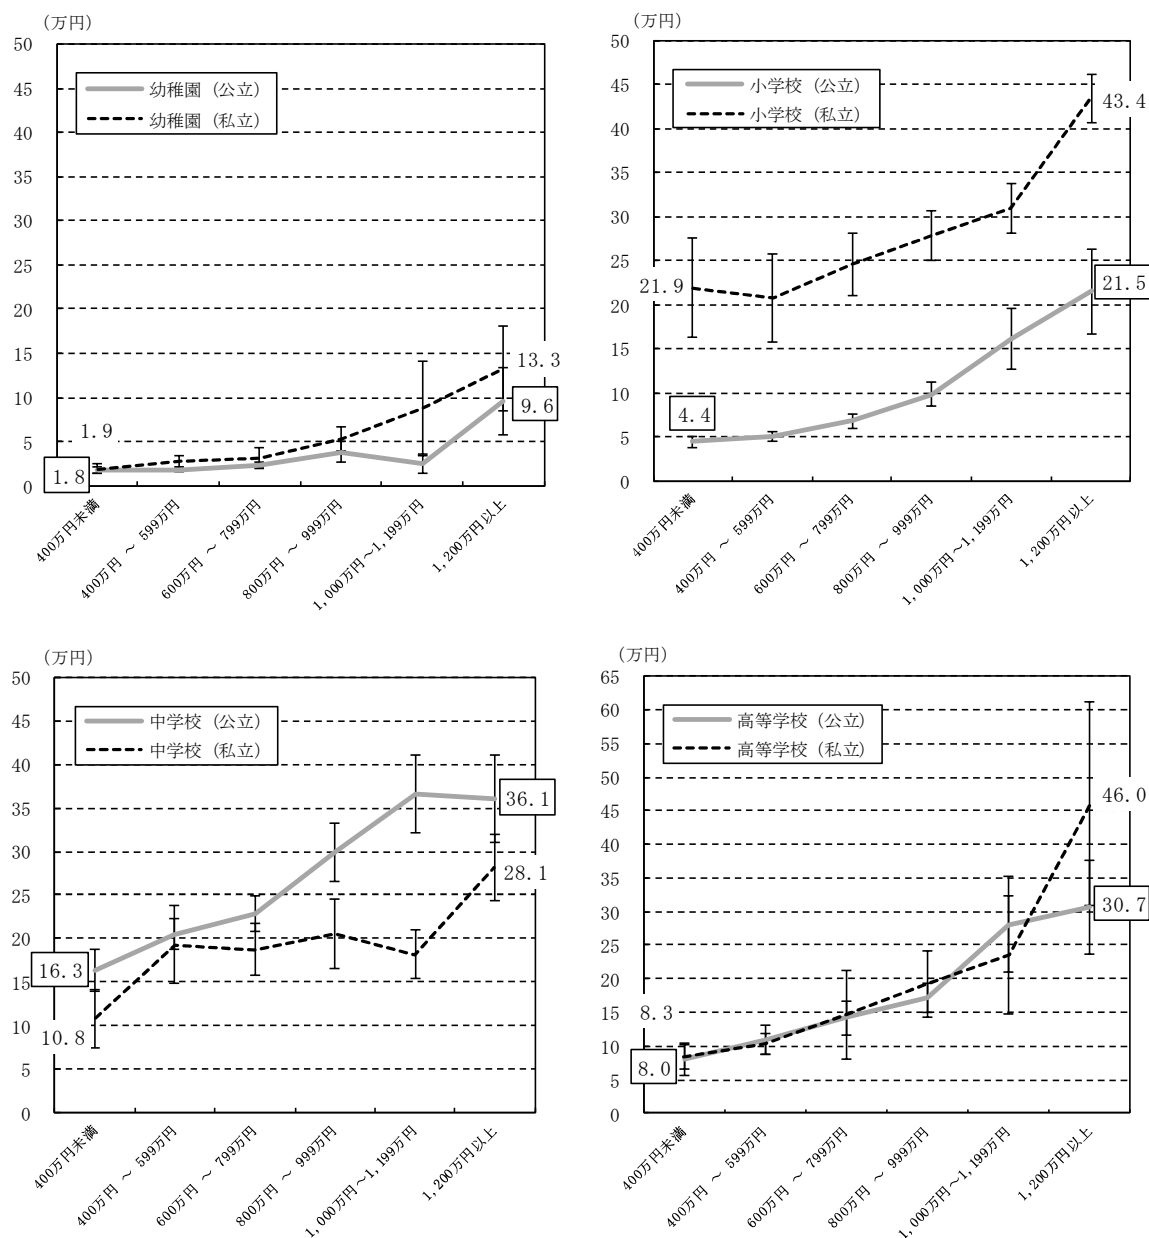 (万円)
50
45
40
35
30
25
20
15
10
5
0
幼稚園（公立）
幼稚園（私立）
1.9
1.8
13.3
9.6
400万円未満
400万円 ～ 599万円
600万円 ～ 799万円
800万円 ～ 999万円
1,000万円～1,199万円
1,200万円以上
(万円)
50
45
40
35
30
25
20
15
10
5
0
小学校（公立）
小学校（私立）
21.9
4.4
43.4
21.5
400万円未満
400万円 ～ 599万円
600万円 ～ 799万円
800万円 ～ 999万円
1,000万円～1,199万円
1,200万円以上
(万円)
50
45
40
35
30
25
20
15
10
5
0
中学校（公立）
中学校（私立）
16.3
10.8
36.1
28.1
400万円未満
400万円 ～ 599万円
600万円 ～ 799万円
800万円 ～ 999万円
1,000万円～1,199万円
1,200万円以上
(万円)
65
60
55
50
45
40
35
30
25
20
15
10
5
0
高等学校（公立）
高等学校（私立）
8.3
8.0
46.0
30.7
400万円未満
400万円 ～ 599万円
600万円 ～ 799万円
800万円 ～ 999万円
1,000万円～1,199万円
1,200万円以上